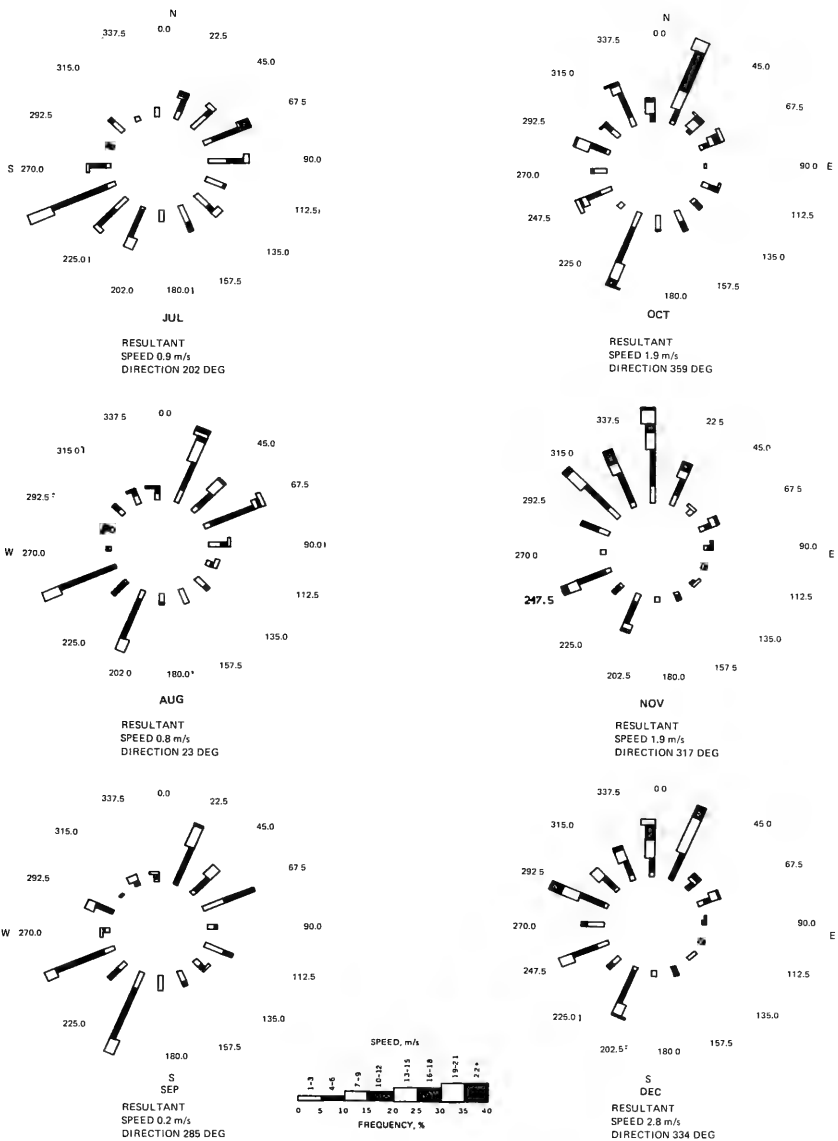 N
337.5 0.0 22.5
315.0 45.0
292.5 67.5
S 270.0 90.0
112.5
225.0 135.0
202.0 180.0 157.5
JUL
RESULTANT
SPEED 0.9 m/s
DIRECTION 202 DEG
N
337.5 0.0
315.0 45.0
292.5 67.5
270.0 90.0 E
247.5 112.5
225.0 135.0
180.0 157.5
OCT
RESULTANT
SPEED 1.9 m/s
DIRECTION 359 DEG
337.5 0.0
315.0 45.0
292.5 67.5
W 270.0 90.0
112.5
225.0 135.0
202.0 180.0 157.5
AUG
RESULTANT
SPEED 0.8 m/s
DIRECTION 23 DEG
337.5 22.5
315.0 45.0
292.5 67.5
270.0 90.0 E
247.5 112.5
225.0 135.0
202.5 180.0 157.5
NOV
RESULTANT
SPEED 1.9 m/s
DIRECTION 317 DEG
337.5 0.0 22.5
315.0 45.0
292.5 67.5
W 270.0 90.0
112.5
225.0 135.0
180.0 157.5
S
SEP
RESULTANT
SPEED 0.2 m/s
DIRECTION 285 DEG
337.5 0.0
315.0 45.0
292.5 67.5
270.0 90.0 E
247.5 112.5
225.0 135.0
202.5 180.0 157.5
S
DEC
RESULTANT
SPEED 2.8 m/s
DIRECTION 334 DEG
SPEED, m/s
1-3 4-6 7-9 10-12 13-15 16-18 19-21 22+
0 5 10 15 20 25 30 35 40
FREQUENCY, %